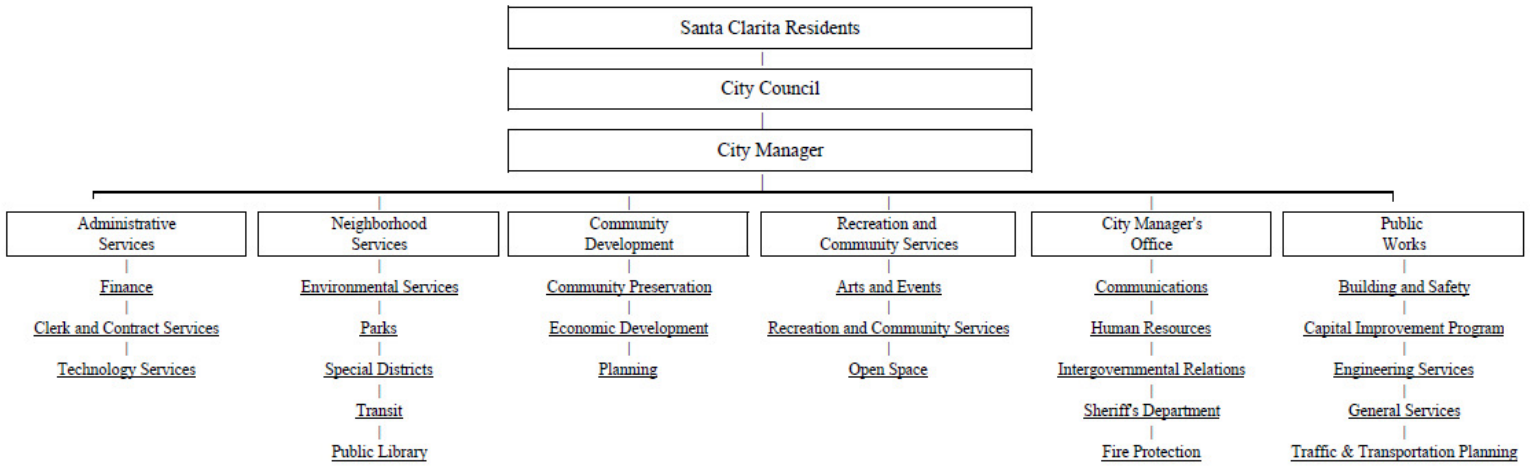 Santa Clarita Residents
City Council
City Manager
Administrative
Services
Finance
Clerk and Contract Services
Technology Services
Neighborhood
Services
Environmental Services
Parks
Special Districts
Transit
Public Library
Community
Development
Community Preservation
Economic Development
Planning
Recreation and
Community Services
Arts and Events
Recreation and Community Services
Open Space
City Manager's
Office
Communications
Human Resources
Intergovernmental Relations
Sheriff's Department
Fire Protection
Public
Works
Building and Safety
Capital Improvement Program
Engineering Services
General Services
Traffic & Transportation Planning